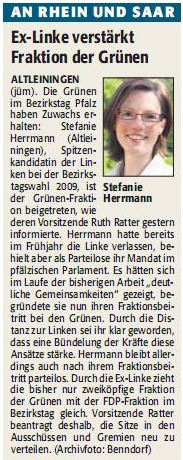 AN RHEIN UND SAAR
Ex-Linke verstärkt
Fraktion der Grünen
ALTLEININGEN
(jüm). Die Grünen
im Bezirkstag Pfalz
haben Zuwachs er-
halten: Stefanie
Herrmann (Altlei-
ningen), Spitzen-
kandidatin der Lin-
ken bei der Bezirks-
tagswahl 2009, ist
der Grünen-Frakti-
on beigetreten, wie
Stefanie
Herrmann
deren Vorsitzende Ruth Ratter gestern
informierte. Herrmann hatte bereits
im Frühjahr die Linke verlassen, be-
hielt aber als Parteilose ihr Mandat im
pfälzischen Parlament. Es hätten sich
im Laufe der bisherigen Arbeit „deut-
liche Gemeinsamkeiten" gezeigt, be-
gründete sie nun ihren Fraktionsbei-
tritt bei den Grünen. Durch die Dis-
tanz zur Linken sei ihr klar geworden,
dass eine Bündelung der Kräfte diese
Ansätze stärke. Herrmann bleibt aller-
dings auch nach ihrem Fraktionsbei-
tritt parteilos. Durch die Ex-Linke zieht
die bisher nur zweiköpfige Fraktion
der Grünen mit der FDP-Fraktion im
Bezirkstag gleich. Vorsitzende Ratter
beantragt deshalb, die Sitze in den
Ausschüssen und Gremien neu zu
verteilen. (Archivfoto: Benndorf)